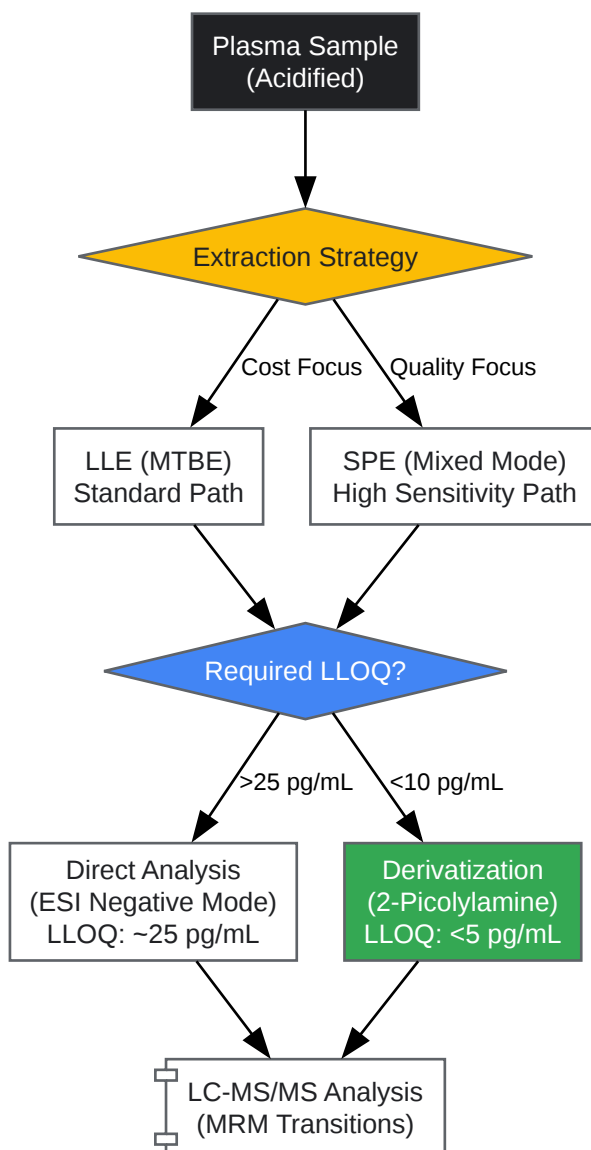 Plasma Sample
(Acidified)
Extraction Strategy
Cost Focus
Quality Focus
LLE (MTBE)
Standard Path
SPE (Mixed Mode)
High Sensitivity Path
Required LLOQ?
>25 pg/mL
<10 pg/mL
Direct Analysis
(ESI Negative Mode)
LLOQ: ~25 pg/mL
Derivatization
(2-Picolylamine)
LLOQ: <5 pg/mL
LC-MS/MS Analysis
(MRM Transitions)